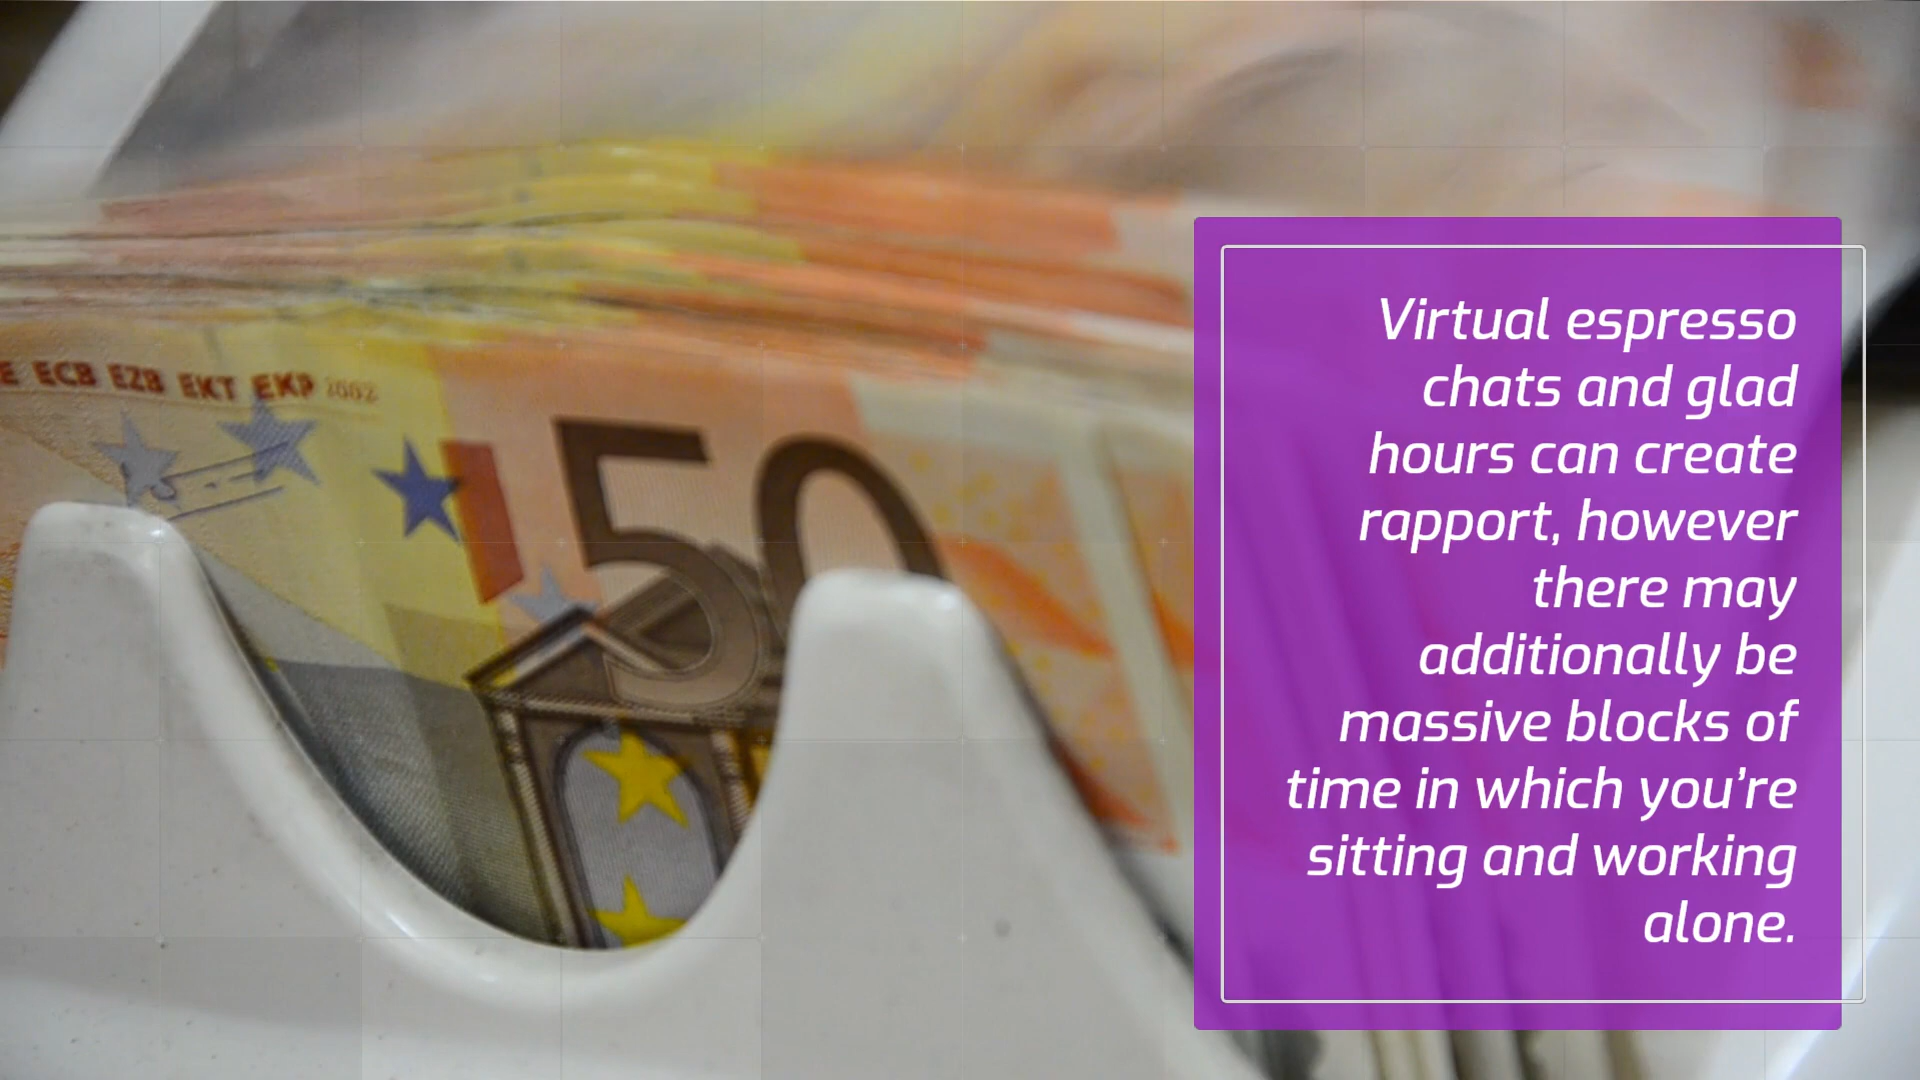 ECB EZB EKT EKP 2002
50
Virtual espresso
chats and glad
hours can create
rapport, however
there may
additionally be
massive blocks of
time in which you're
sitting and working
alone.